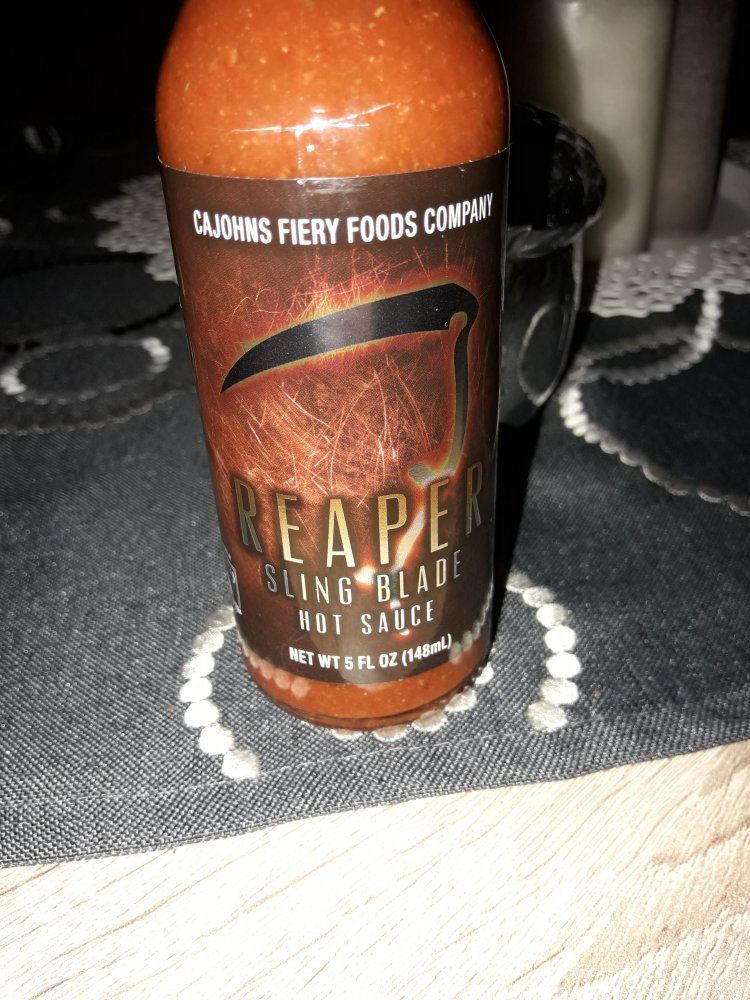 CAJOHNS FIERY FOODS COMPANY
REAPER
SLING BLADE
HOT SAUCE
NET WT 5 FL OZ (148mL)